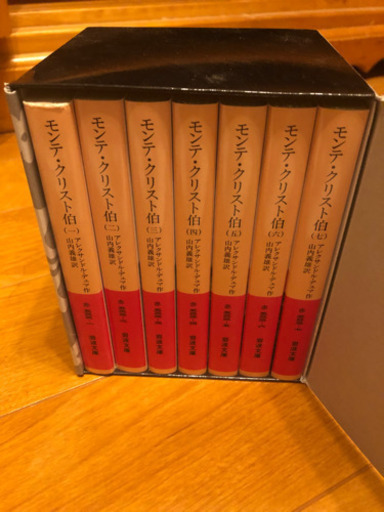 モンテ・クリスト伯(一)
アレクサンドル・デュマ作
山内義雄訳
岩波文庫
モンテ・クリスト伯(二)
アレクサンドル・デュマ作
山内義雄訳
岩波文庫
モンテ・クリスト伯(三)
アレクサンドル・デュマ作
山内義雄訳
岩波文庫
モンテ・クリスト伯(四)
アレクサンドル・デュマ作
山内義雄訳
岩波文庫
モンテ・クリスト伯(五)
アレクサンドル・デュマ作
山内義雄訳
岩波文庫
モンテ・クリスト伯(六)
アレクサンドル・デュマ作
山内義雄訳
岩波文庫
モンテ・クリスト伯(七)
アレクサンドル・デュマ作
山内義雄訳
岩波文庫